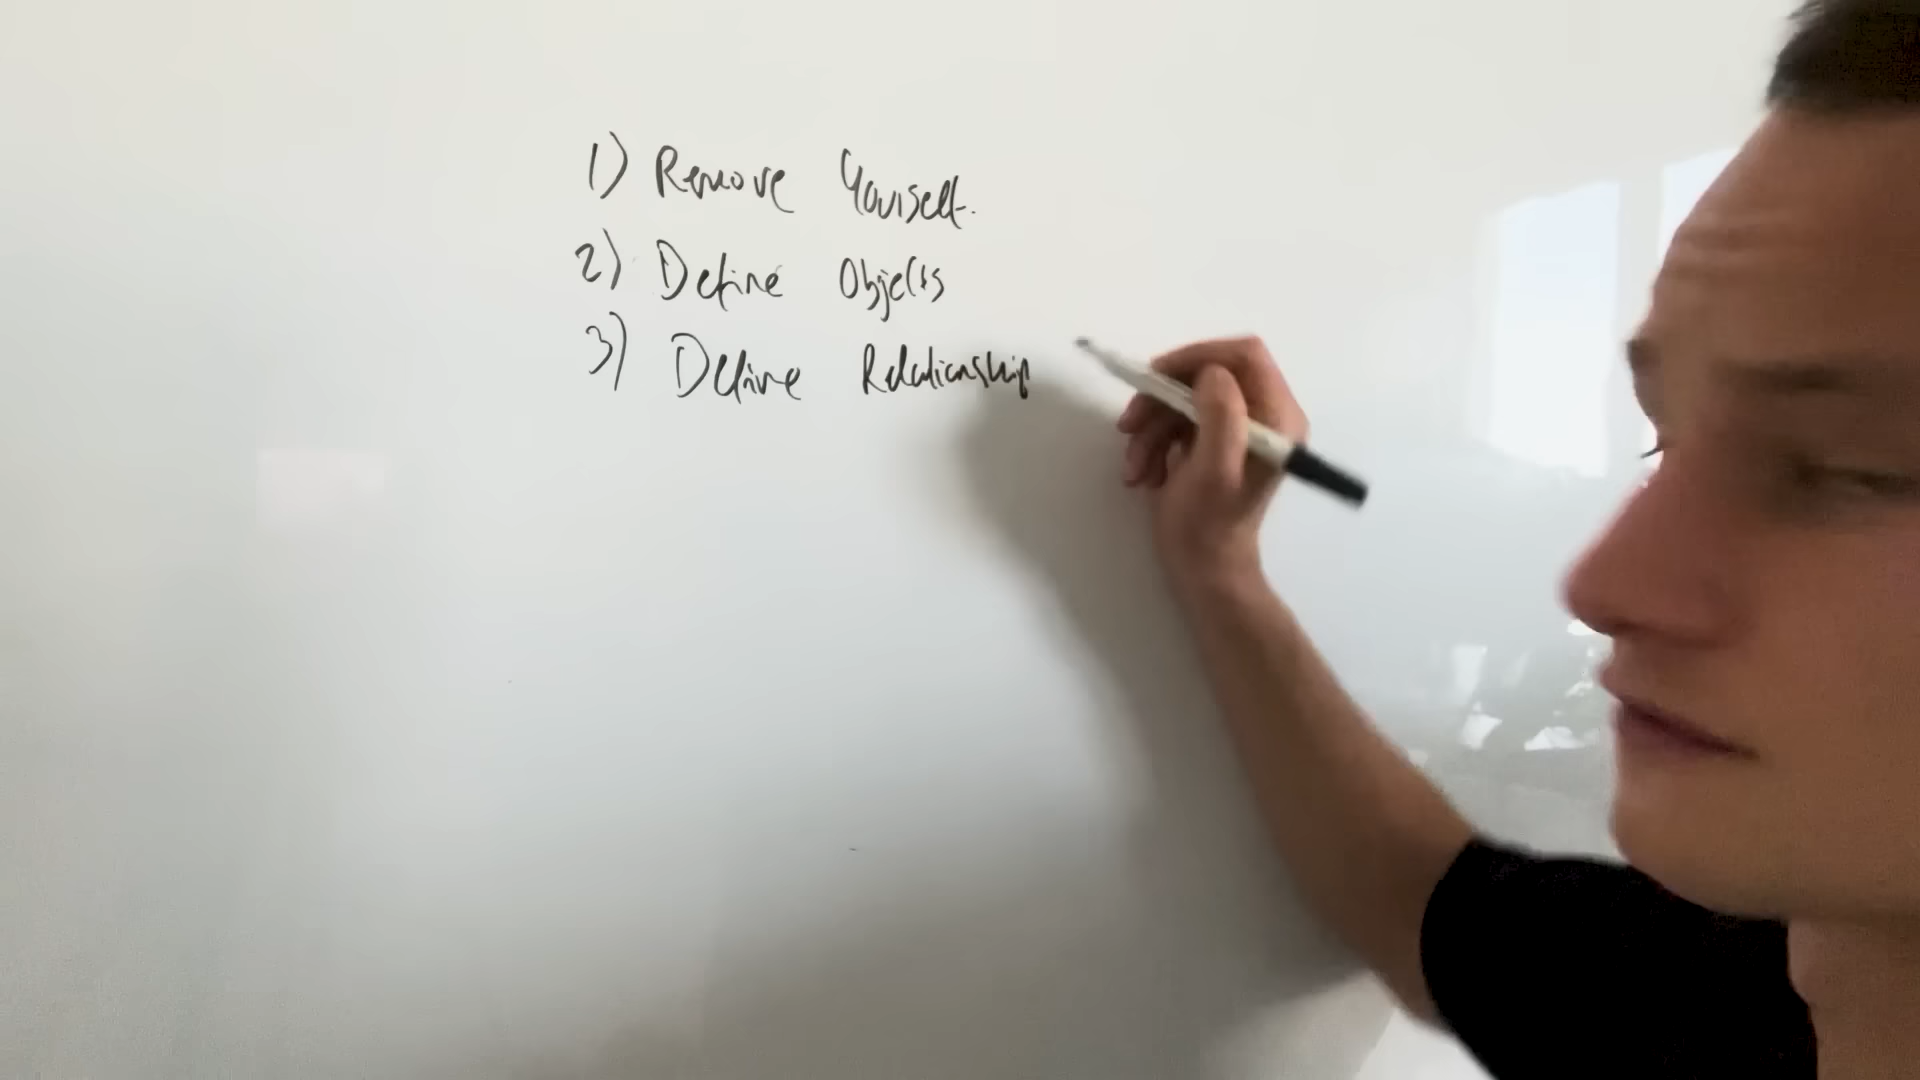 1) Remove Yourself.
2) Define Objects
3) Define Relationship